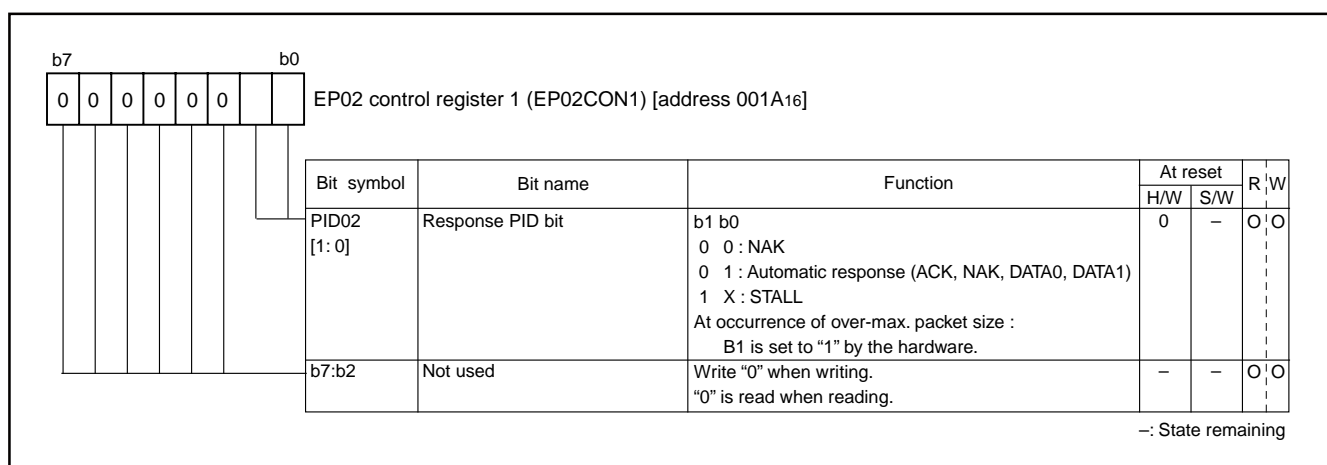 b7 b0
0 0 0 0 0 0 EP02 control register 1 (EP02CON1) [address 001A16]
Bit symbol Bit name Function At reset R W
H/W S/W
PID02 Response PID bit b1 b0 0 – O O
[1: 0] 0 0 : NAK
0 1 : Automatic response (ACK, NAK, DATA0, DATA1)
1 X : STALL
At occurrence of over-max. packet size :
B1 is set to “1” by the hardware.
b7:b2 Not used Write “0” when writing. – – O O
“0” is read when reading.
–: State remaining